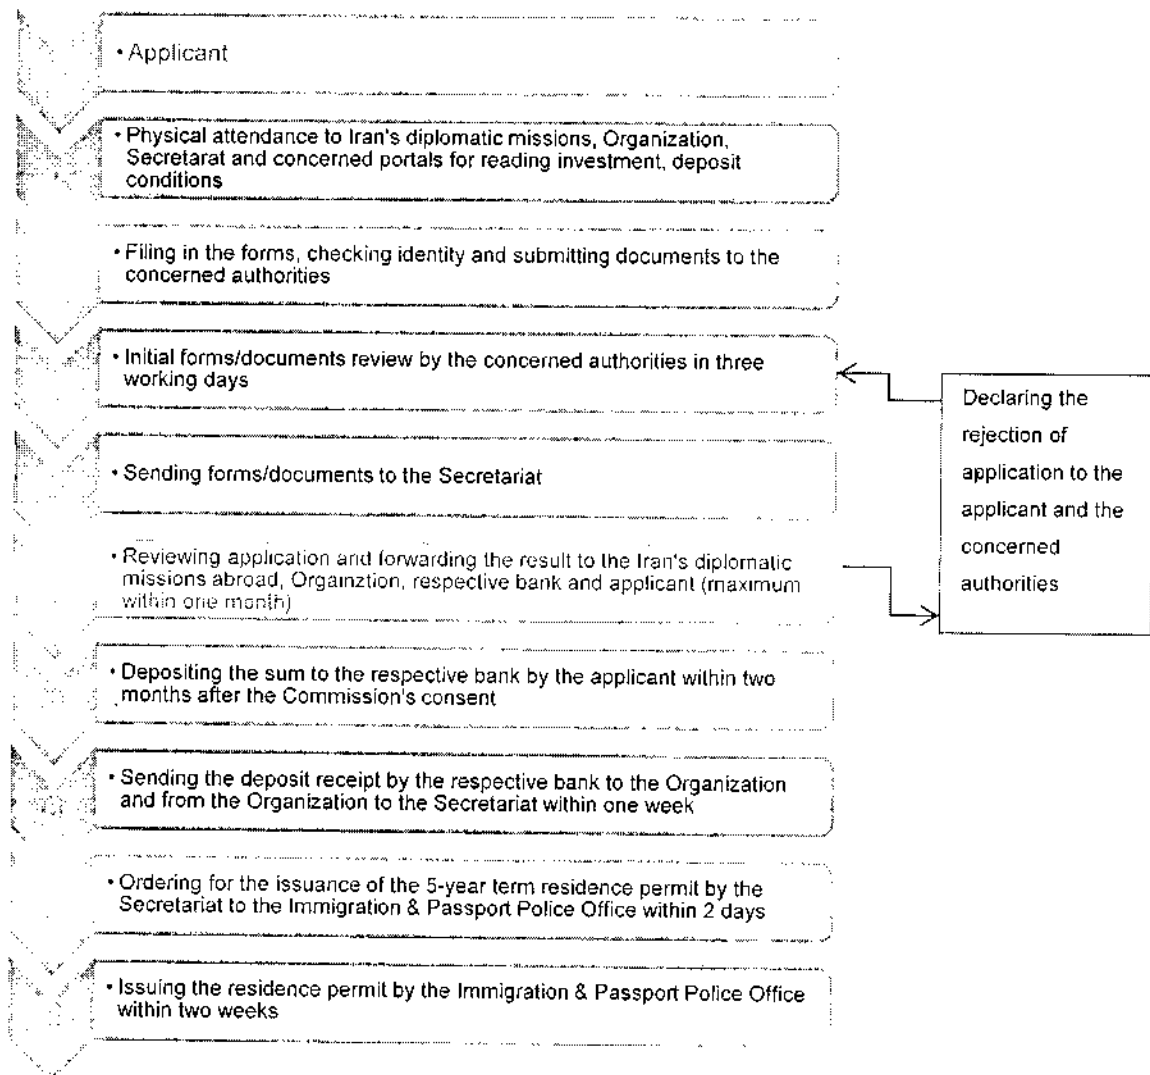 • Applicant
• Physical attendance to Iran's diplomatic missions, Organization,
Secretarat and concerned portals for reading investment, deposit
conditions
• Filing in the forms, checking identity and submitting documents to the
concerned authorities
• Initial forms/documents review by the concerned authorities in three
working days
• Sending forms/documents to the Secretariat
• Reviewing application and forwarding the result to the Iran's diplomatic
missions abroad, Orgainztion, respective bank and applicant (maximum
within one month)
• Depositing the sum to the respective bank by the applicant within two
months after the Commission's consent
• Sending the deposit receipt by the respective bank to the Organization
and from the Organization to the Secretariat within one week
• Ordering for the issuance of the 5-year term residence permit by the
Secretariat to the Immigration & Passport Police Office within 2 days
• Issuing the residence permit by the Immigration & Passport Police Office
within two weeks
Declaring the
rejection of
application to the
applicant and the
concerned
authorities